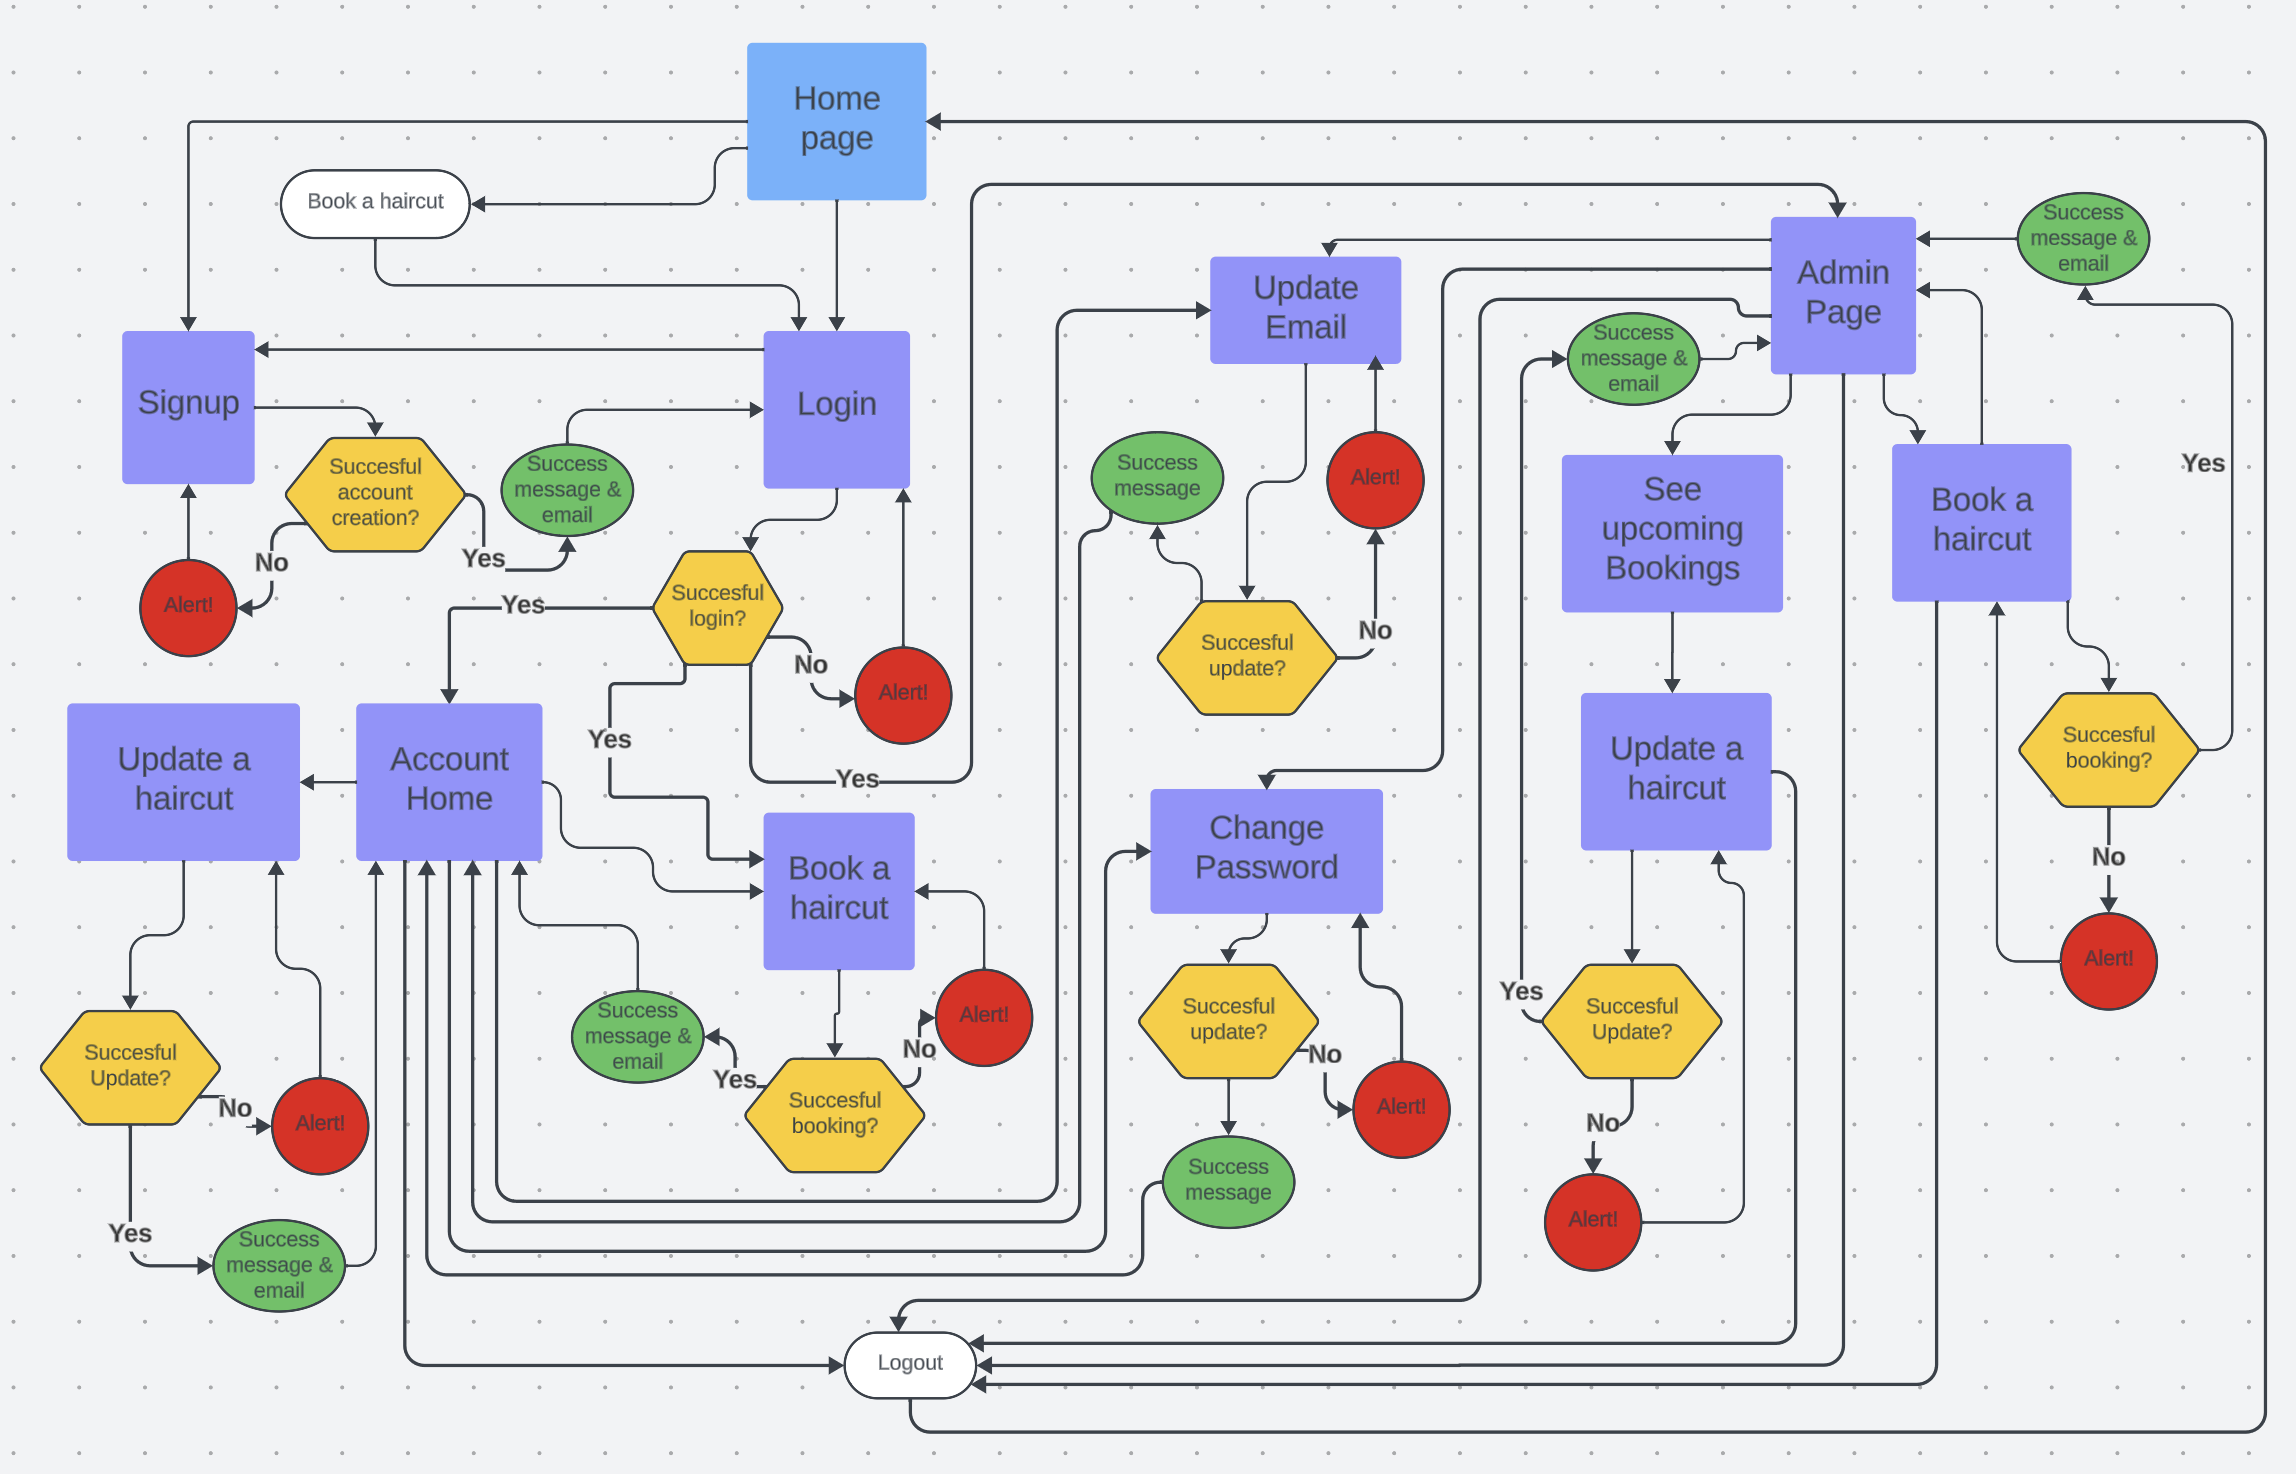 Home
page
Book a haircut
Signup
Login
Succesful
account
creation?
No
Yes
Success
message &
email
Alert!
Succesful
login?
Yes
No
Alert!
Yes
Yes
Update a
haircut
Account
Home
Book a
haircut
Succesful
Update?
No
Alert!
Yes
Success
message &
email
Success
message &
email
Yes
Succesful
booking?
No
Alert!
Update
Email
Success
message
Alert!
Succesful
update?
No
Change
Password
Succesful
update?
No
Alert!
Success
message
Admin
Page
Success
message &
email
Success
message &
email
See
upcoming
Bookings
Book a
haircut
Yes
Update a
haircut
Succesful
booking?
No
Alert!
Yes
Succesful
Update?
No
Alert!
Logout